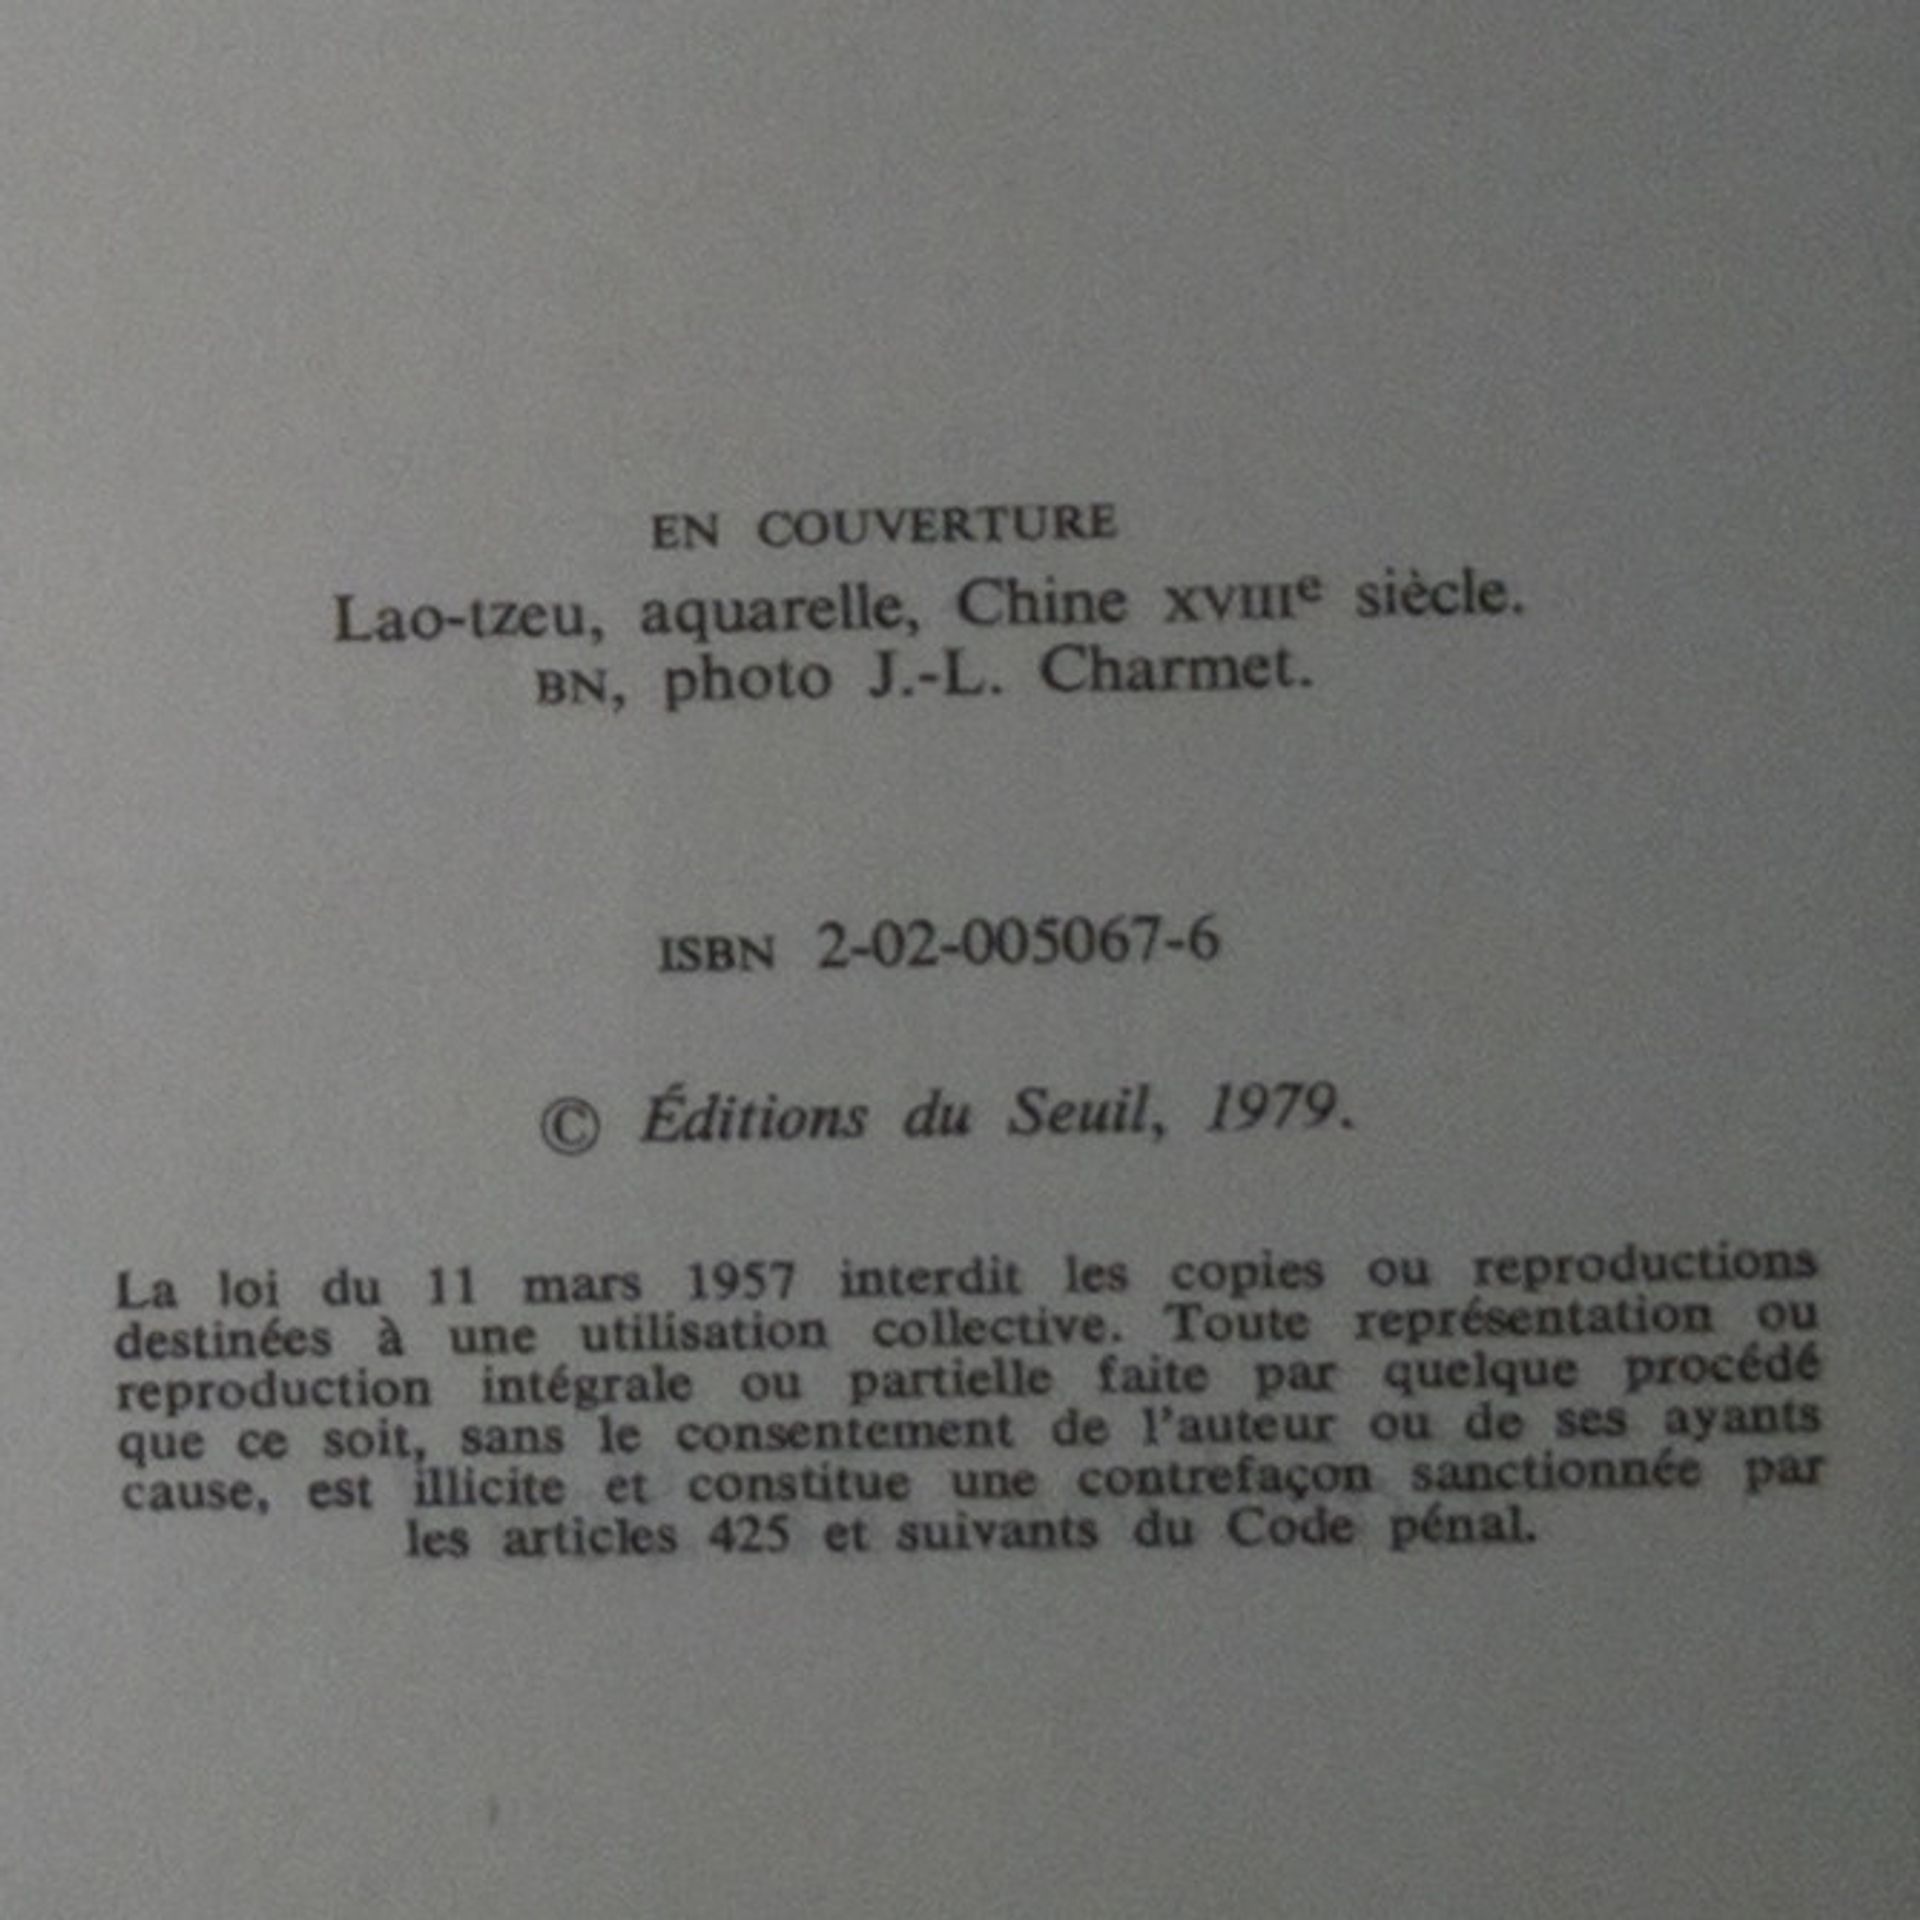 EN COUVERTURE
Lao-tzeu, aquarelle, Chine XVIIIe siècle.
BN, photo J.-L. Charmet.
ISBN 2-02-005067-6
© Éditions du Seuil, 1979.
La loi du 11 mars 1957 interdit les copies ou reproductions
destinées à une utilisation collective. Toute représentation ou
reproduction intégrale ou partielle faite par quelque procédé
que ce soit, sans le consentement de l'auteur ou de ses ayants
cause, est illicite et constitue une contrefaçon sanctionnée par
les articles 425 et suivants du Code pénal.